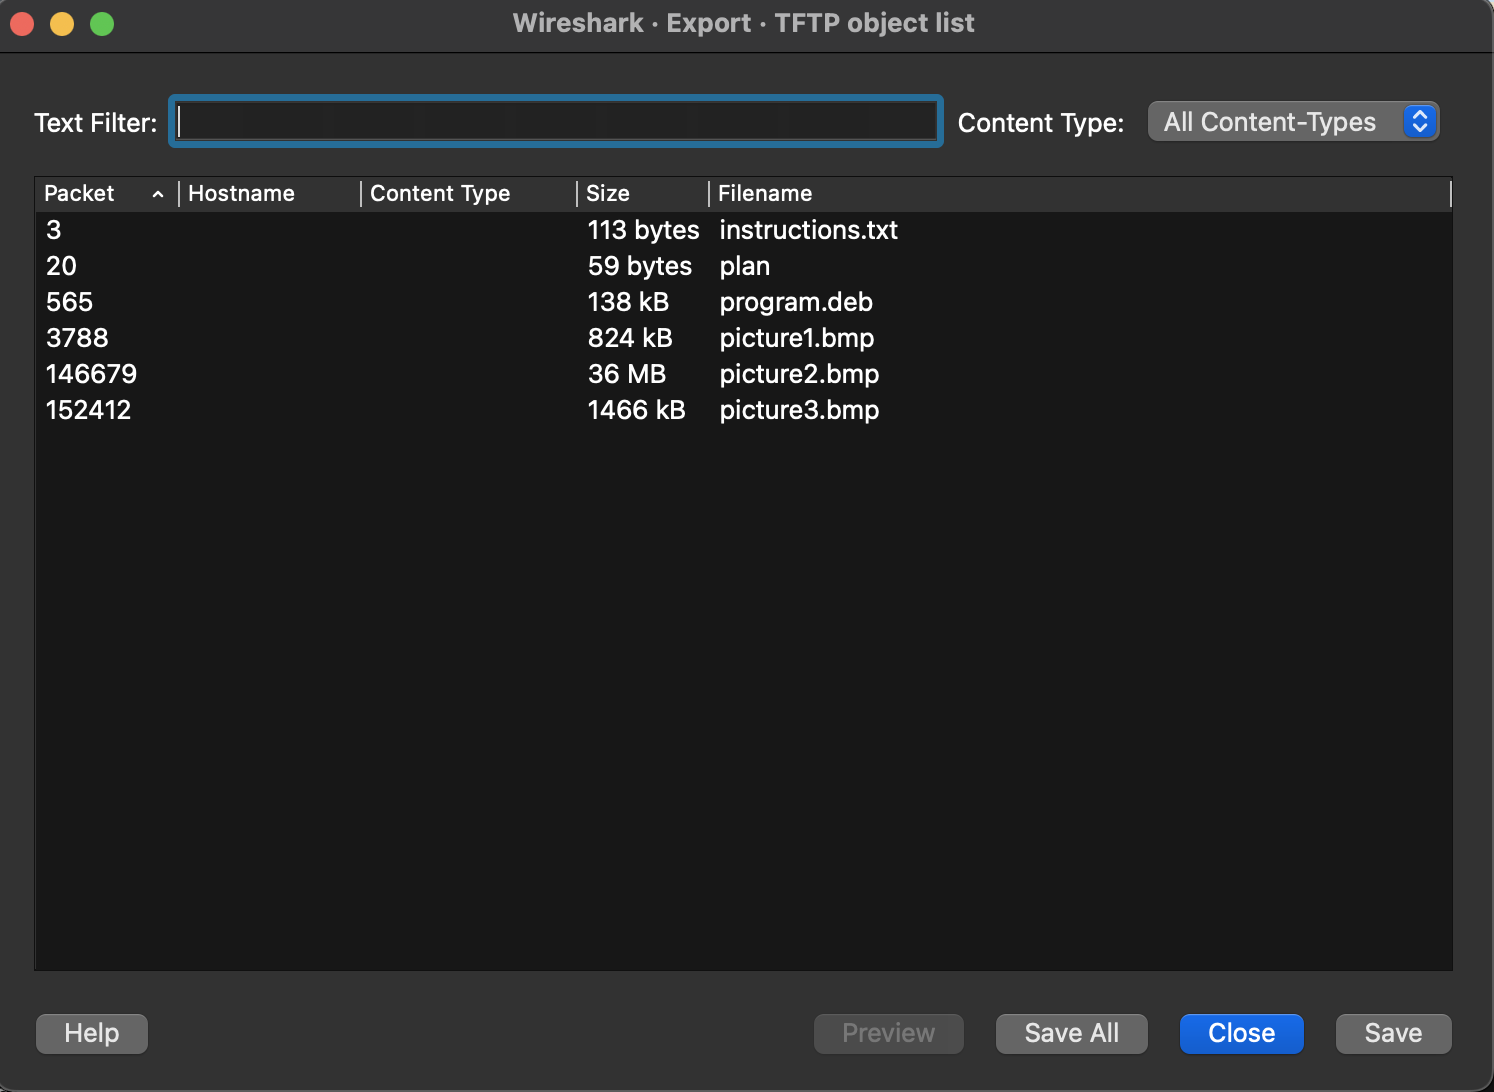 Wireshark · Export · TFTP object list
Text Filter: Content Type: All Content-Types
Packet Hostname Content Type Size Filename
3 113 bytes instructions.txt
20 59 bytes plan
565 138 kB program.deb
3788 824 kB picture1.bmp
146679 36 MB picture2.bmp
152412 1466 kB picture3.bmp
Help Preview Save All Close Save